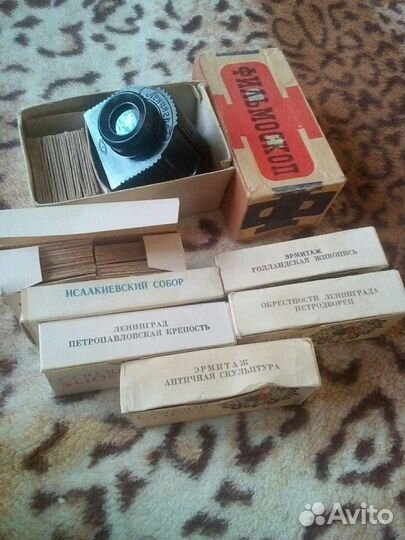 ФИЛЬМОСКОП
Ф
ЭРМИТАЖ
ГОЛЛАНДСКАЯ ЖИВОПИСЬ
ИСААКИЕВСКИЙ СОБОР
ОКРЕСТНОСТИ ЛЕНИНГРАДА
ПЕТРОДВОРЕЦ
ЛЕНИНГРАД
ПЕТРОПАВЛОВСКАЯ КРЕПОСТЬ
ЭРМИТАЖ
АНТИЧНАЯ СКУЛЬПТУРА
Avito